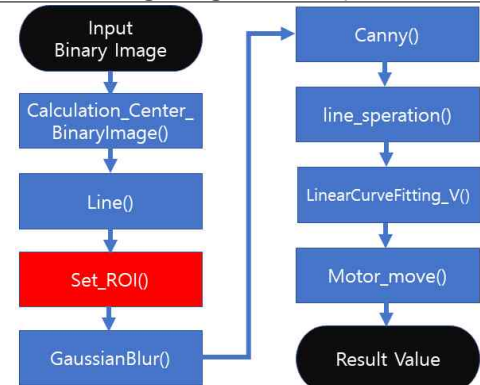 Input
Binary Image
Calculation_Center_
BinaryImage()
Line()
Set_ROI()
GaussianBlur()
Canny()
line_speration()
LinearCurveFitting_V()
Motor_move()
Result Value